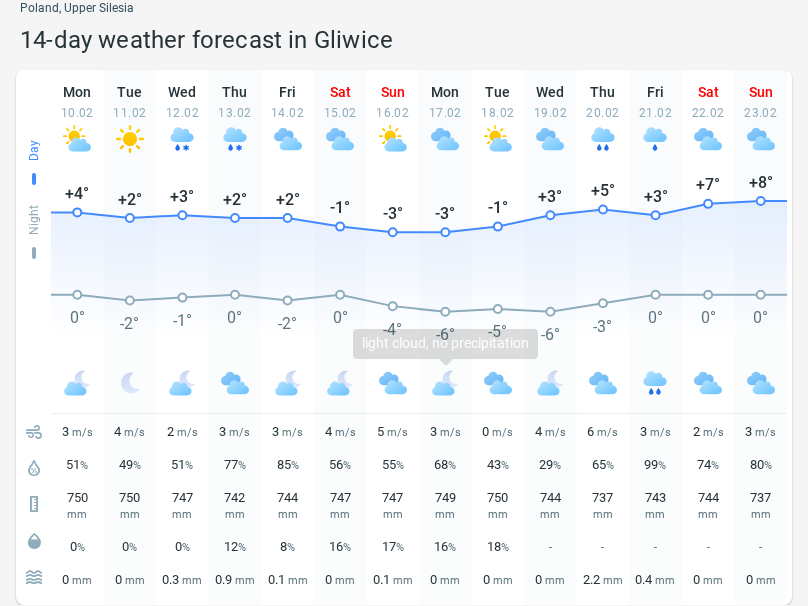 Poland, Upper Silesia
14-day weather forecast in Gliwice
Mon Tue Wed Thu Fri Sat Sun Mon Tue Wed Thu Fri Sat Sun
10.02 11.02 12.02 13.02 14.02 15.02 16.02 17.02 18.02 19.02 20.02 21.02 22.02 23.02
Day
+4° +2° +3° +2° +2° -1° -3° -3° -1° +3° +5° +3° +7° +8°
Night
0° -2° -1° 0° -2° 0° -4° -6° -5° -6° -3° 0° 0° 0°
light cloud, no precipitation
3 m/s 4 m/s 2 m/s 3 m/s 3 m/s 4 m/s 5 m/s 3 m/s 0 m/s 4 m/s 6 m/s 3 m/s 2 m/s 3 m/s
51% 49% 51% 77% 85% 56% 55% 68% 43% 29% 65% 99% 74% 80%
750 750 747 742 744 747 747 749 750 744 737 743 744 737
mm mm mm mm mm mm mm mm mm mm mm mm mm mm
0% 0% 0% 12% 8% 16% 17% 16% 18% - - - - -
0 mm 0 mm 0.3 mm 0.9 mm 0.1 mm 0 mm 0.1 mm 0 mm 0 mm 0 mm 2.2 mm 0.4 mm 0 mm 0 mm